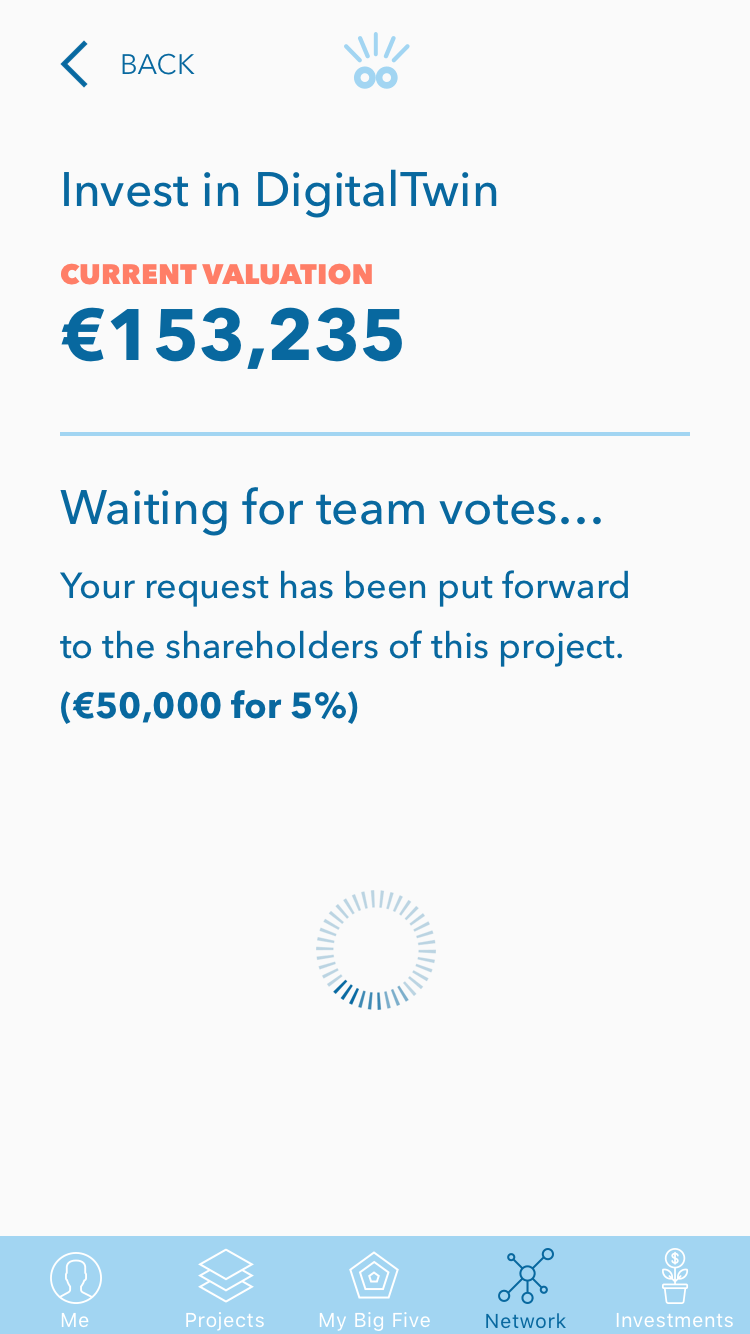 BACK
Invest in DigitalTwin
CURRENT VALUATION
€153,235
Waiting for team votes...
Your request has been put forward
to the shareholders of this project.
(€50,000 for 5%)
$
Me Projects My Big Five Network Investments